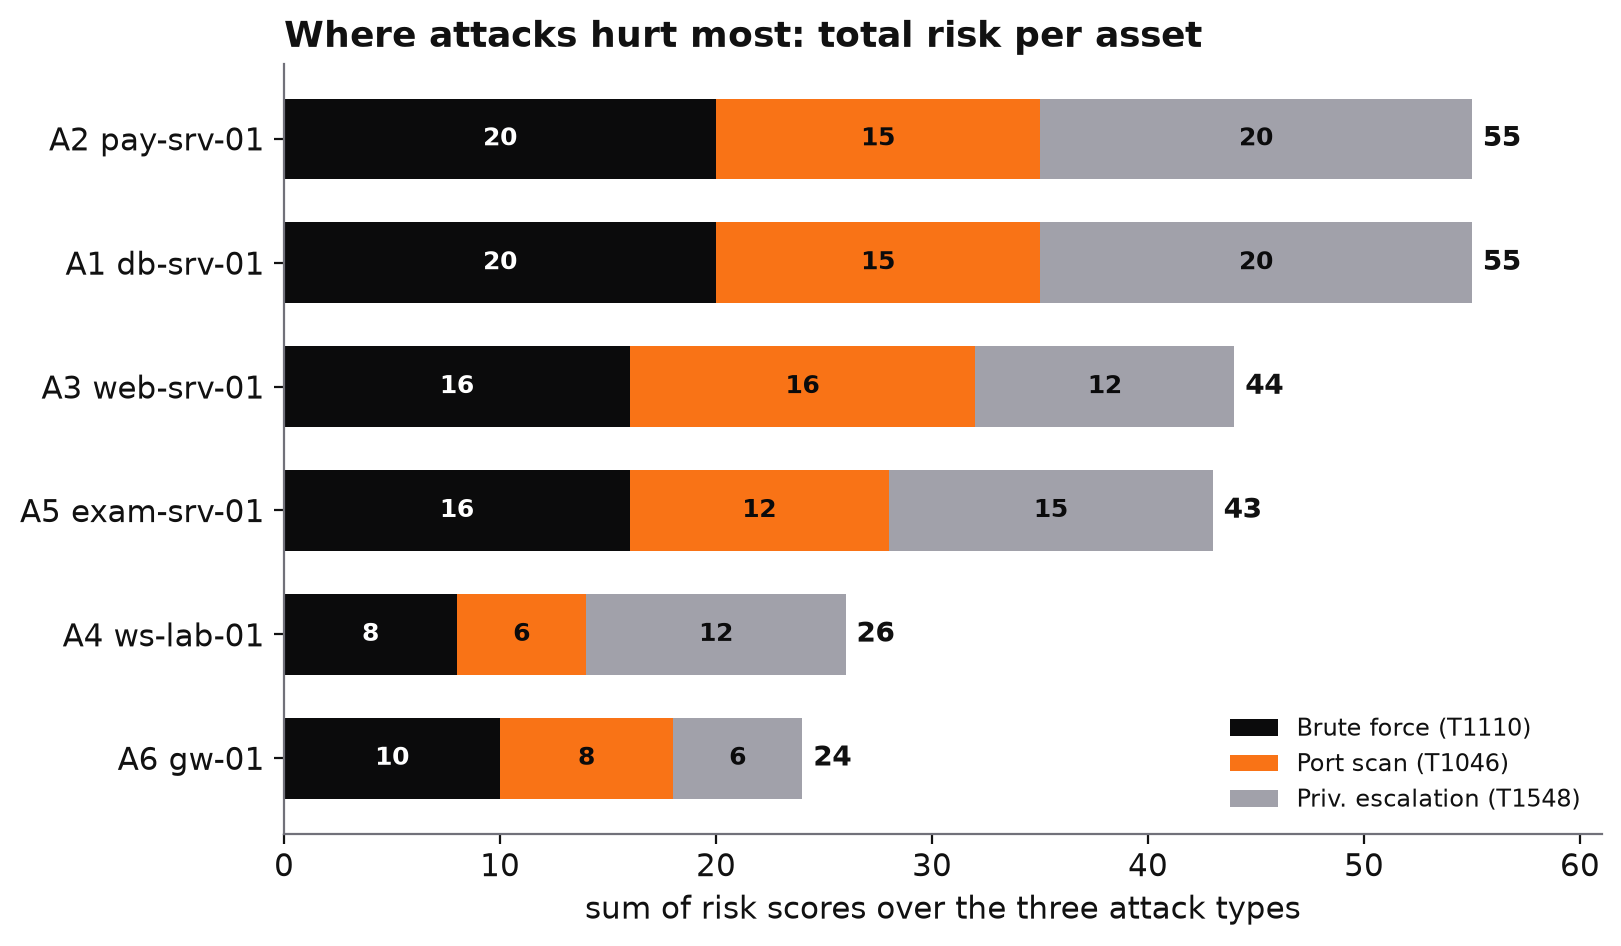 Where attacks hurt most: total risk per asset
A2 pay-srv-01 20 15 20 55
A1 db-srv-01 20 15 20 55
A3 web-srv-01 16 16 12 44
A5 exam-srv-01 16 12 15 43
A4 ws-lab-01 8 6 12 26
A6 gw-01 10 8 6 24
Brute force (T1110)
Port scan (T1046)
Priv. escalation (T1548)
0 10 20 30 40 50 60
sum of risk scores over the three attack types